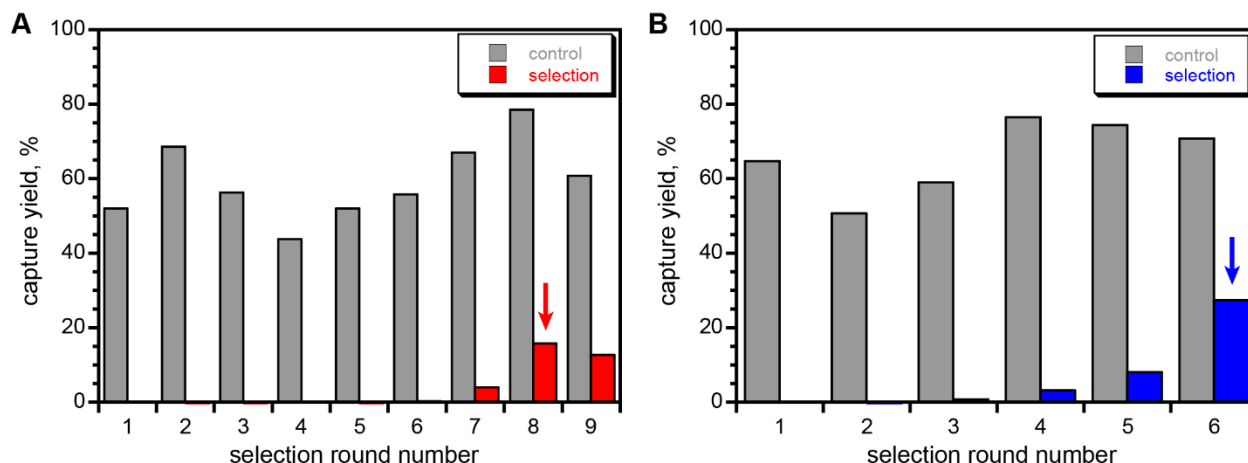 A
capture yield, %
100
80
60
40
20
0
control
selection
1 2 3 4 5 6 7 8 9
selection round number
B
capture yield, %
100
80
60
40
20
0
control
selection
1 2 3 4 5 6
selection round number